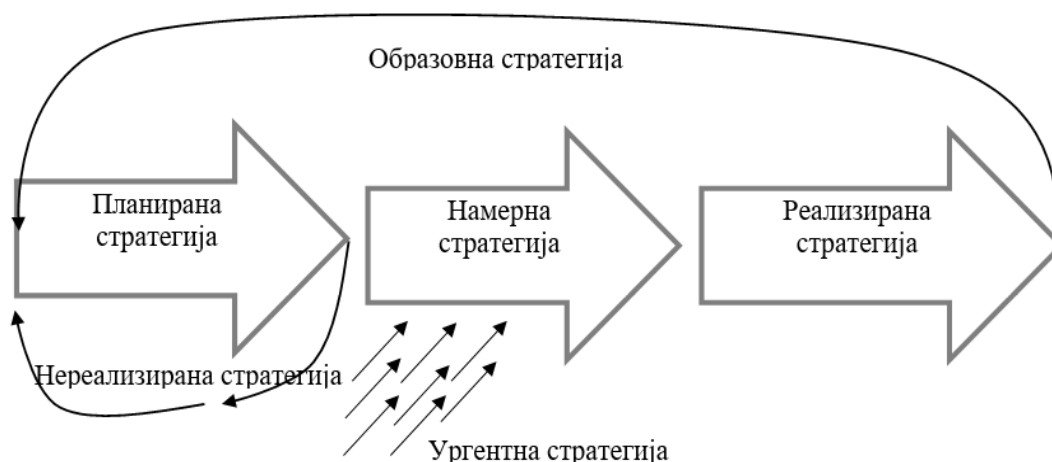 Образовна стратегија
Планирана
стратегија
Намерна
стратегија
Реализирана
стратегија
Нереализирана стратегија
Ургентна стратегија